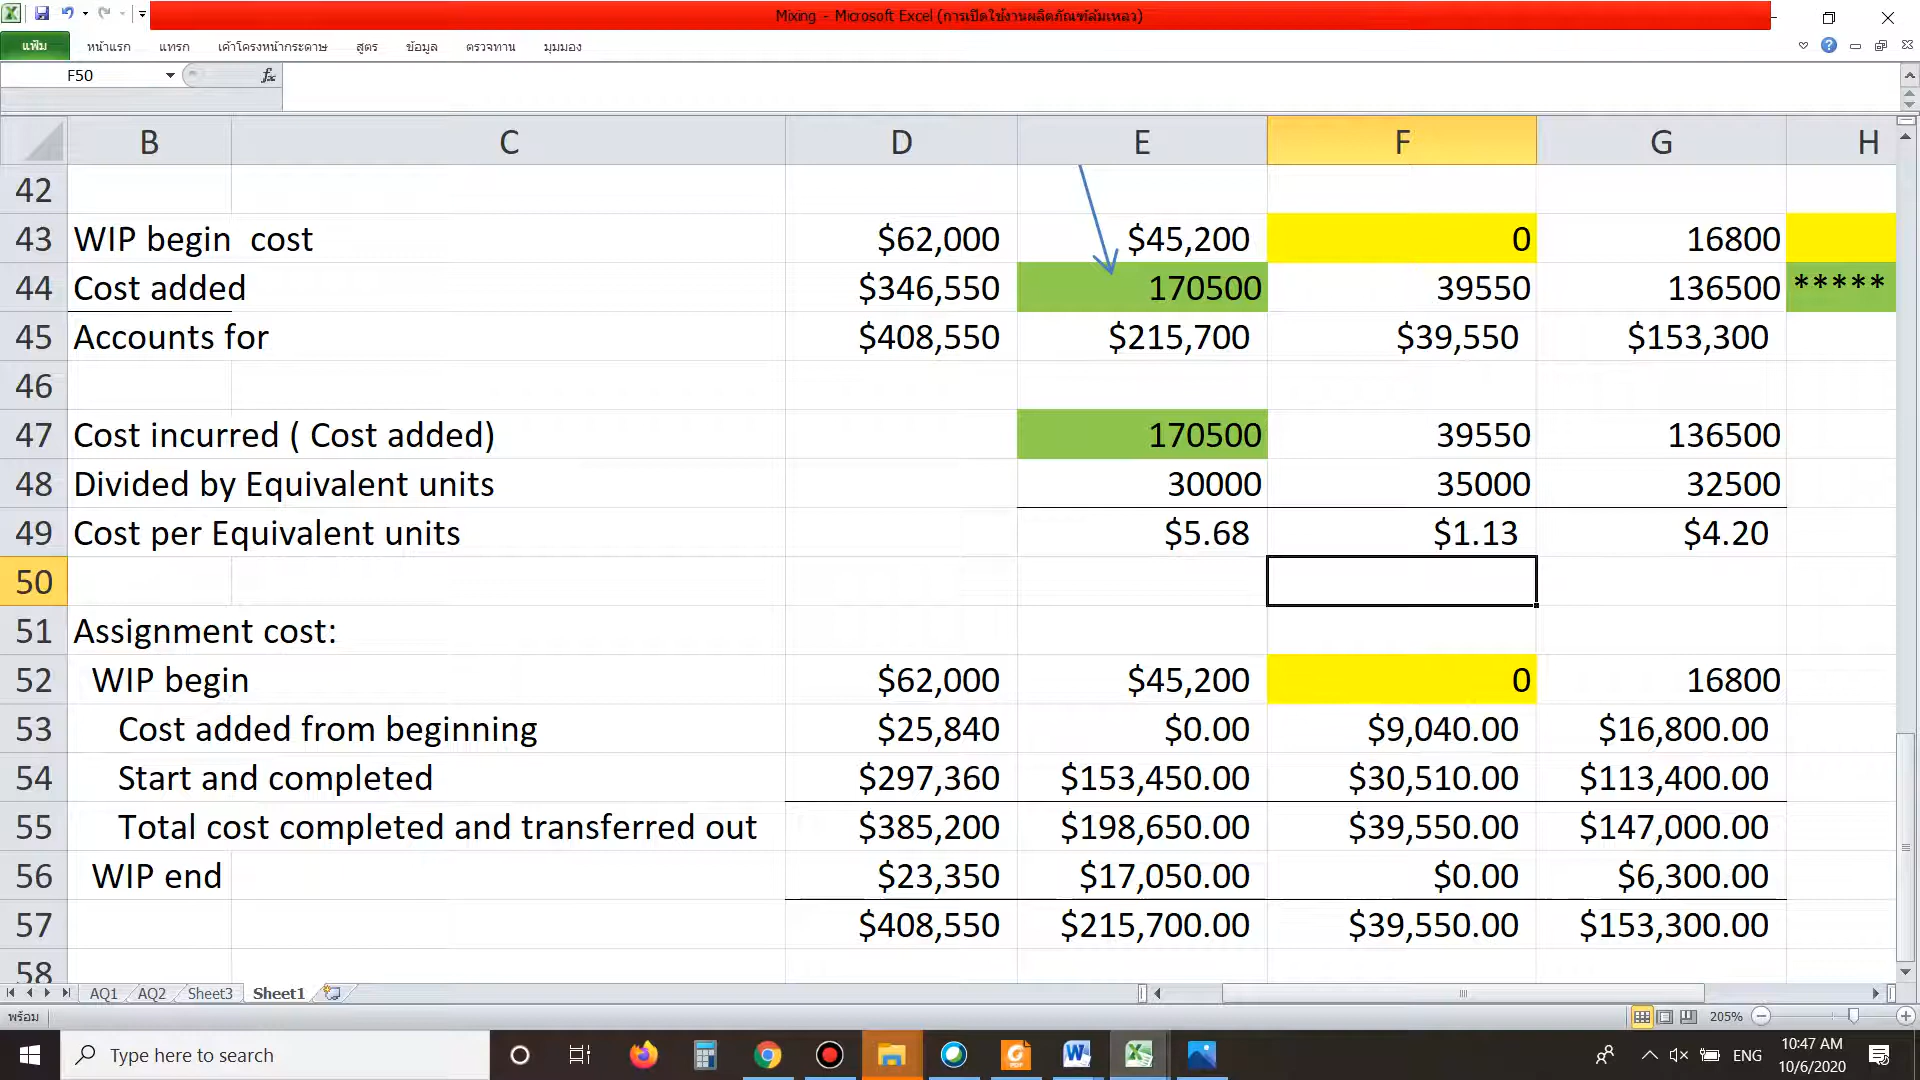 Mixing - Microsoft Excel (การเปิดใช้งานผลิตภัณฑ์ล้มเหลว)
แฟ้ม หน้าแรก แทรก เค้าโครงหน้ากระดาษ สูตร ข้อมูล ตรวจทาน มุมมอง
F50 fx
B C D E F G H
42
43 WIP begin cost $62,000 $45,200 0 16800
44 Cost added $346,550 170500 39550 136500 *****
45 Accounts for $408,550 $215,700 $39,550 $153,300
46
47 Cost incurred ( Cost added) 170500 39550 136500
48 Divided by Equivalent units 30000 35000 32500
49 Cost per Equivalent units $5.68 $1.13 $4.20
50
51 Assignment cost:
52 WIP begin $62,000 $45,200 0 16800
53 Cost added from beginning $25,840 $0.00 $9,040.00 $16,800.00
54 Start and completed $297,360 $153,450.00 $30,510.00 $113,400.00
55 Total cost completed and transferred out $385,200 $198,650.00 $39,550.00 $147,000.00
56 WIP end $23,350 $17,050.00 $0.00 $6,300.00
57 $408,550 $215,700.00 $39,550.00 $153,300.00
58
AQ1 AQ2 Sheet3 Sheet1
พร้อม 205%
Type here to search ENG 10:47 AM
10/6/2020